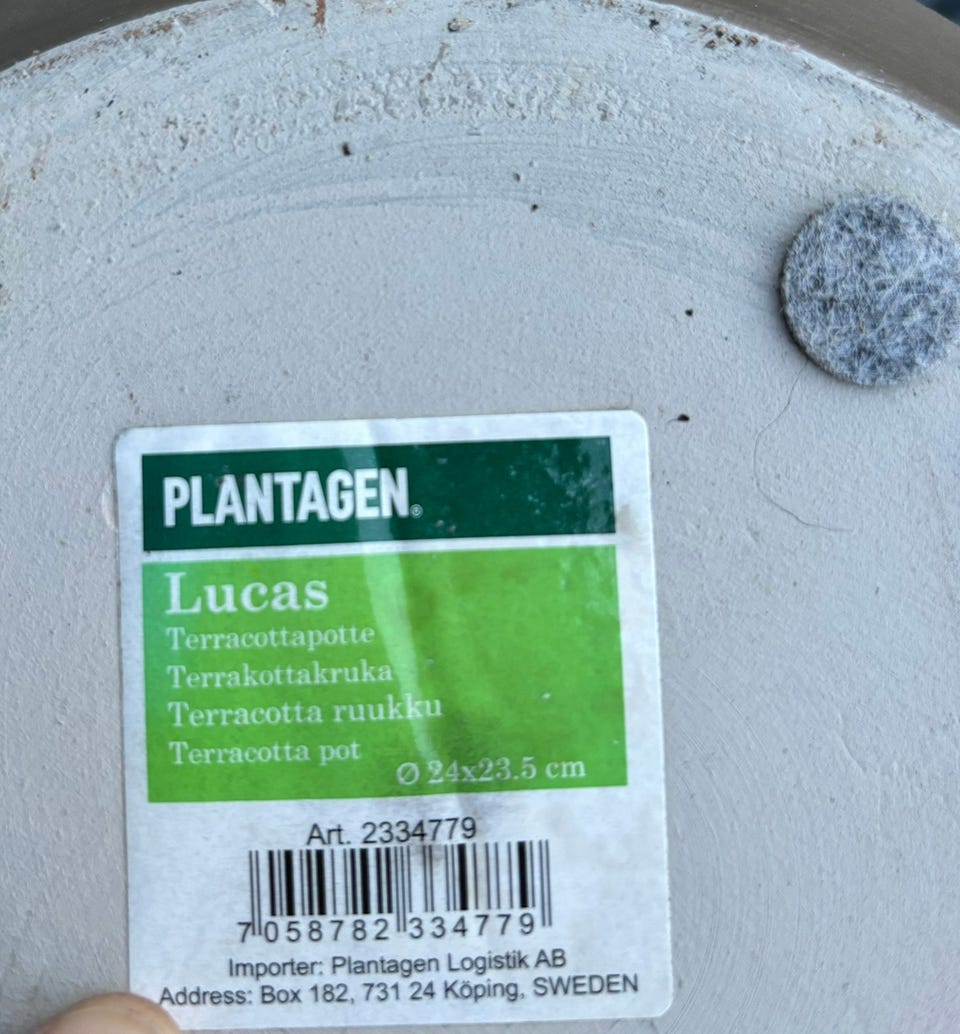 PLANTAGEN®
Lucas
Terracottapotte
Terrakottakruka
Terracotta ruukku
Terracotta pot
Ø 24x23.5 cm
Art. 2334779
7 058782 334779
Importer: Plantagen Logistik AB
Address: Box 182, 731 24 Köping, SWEDEN